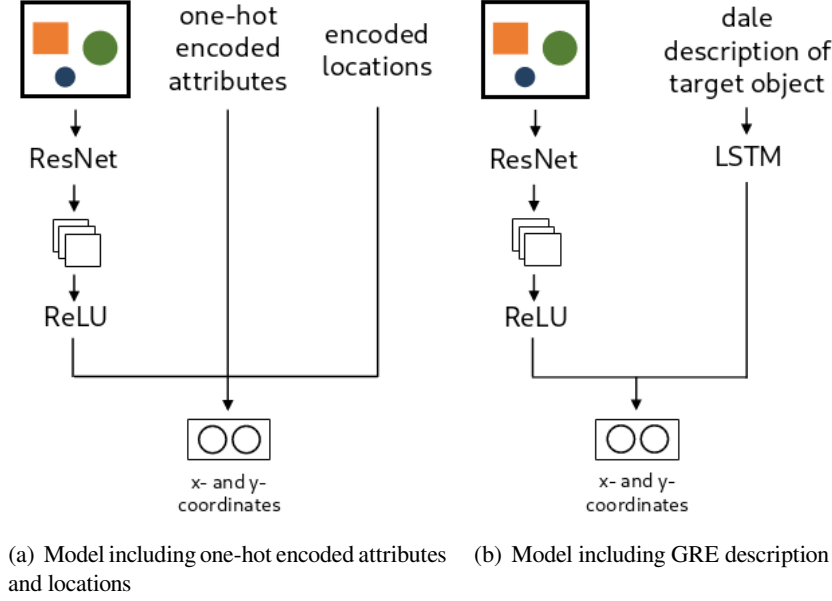 one-hot
encoded
attributes
encoded
locations
ResNet
ReLU
x- and y-
coordinates
(a) Model including one-hot encoded attributes
and locations
dale
description of
target object
ResNet
LSTM
ReLU
x- and y-
coordinates
(b) Model including GRE description